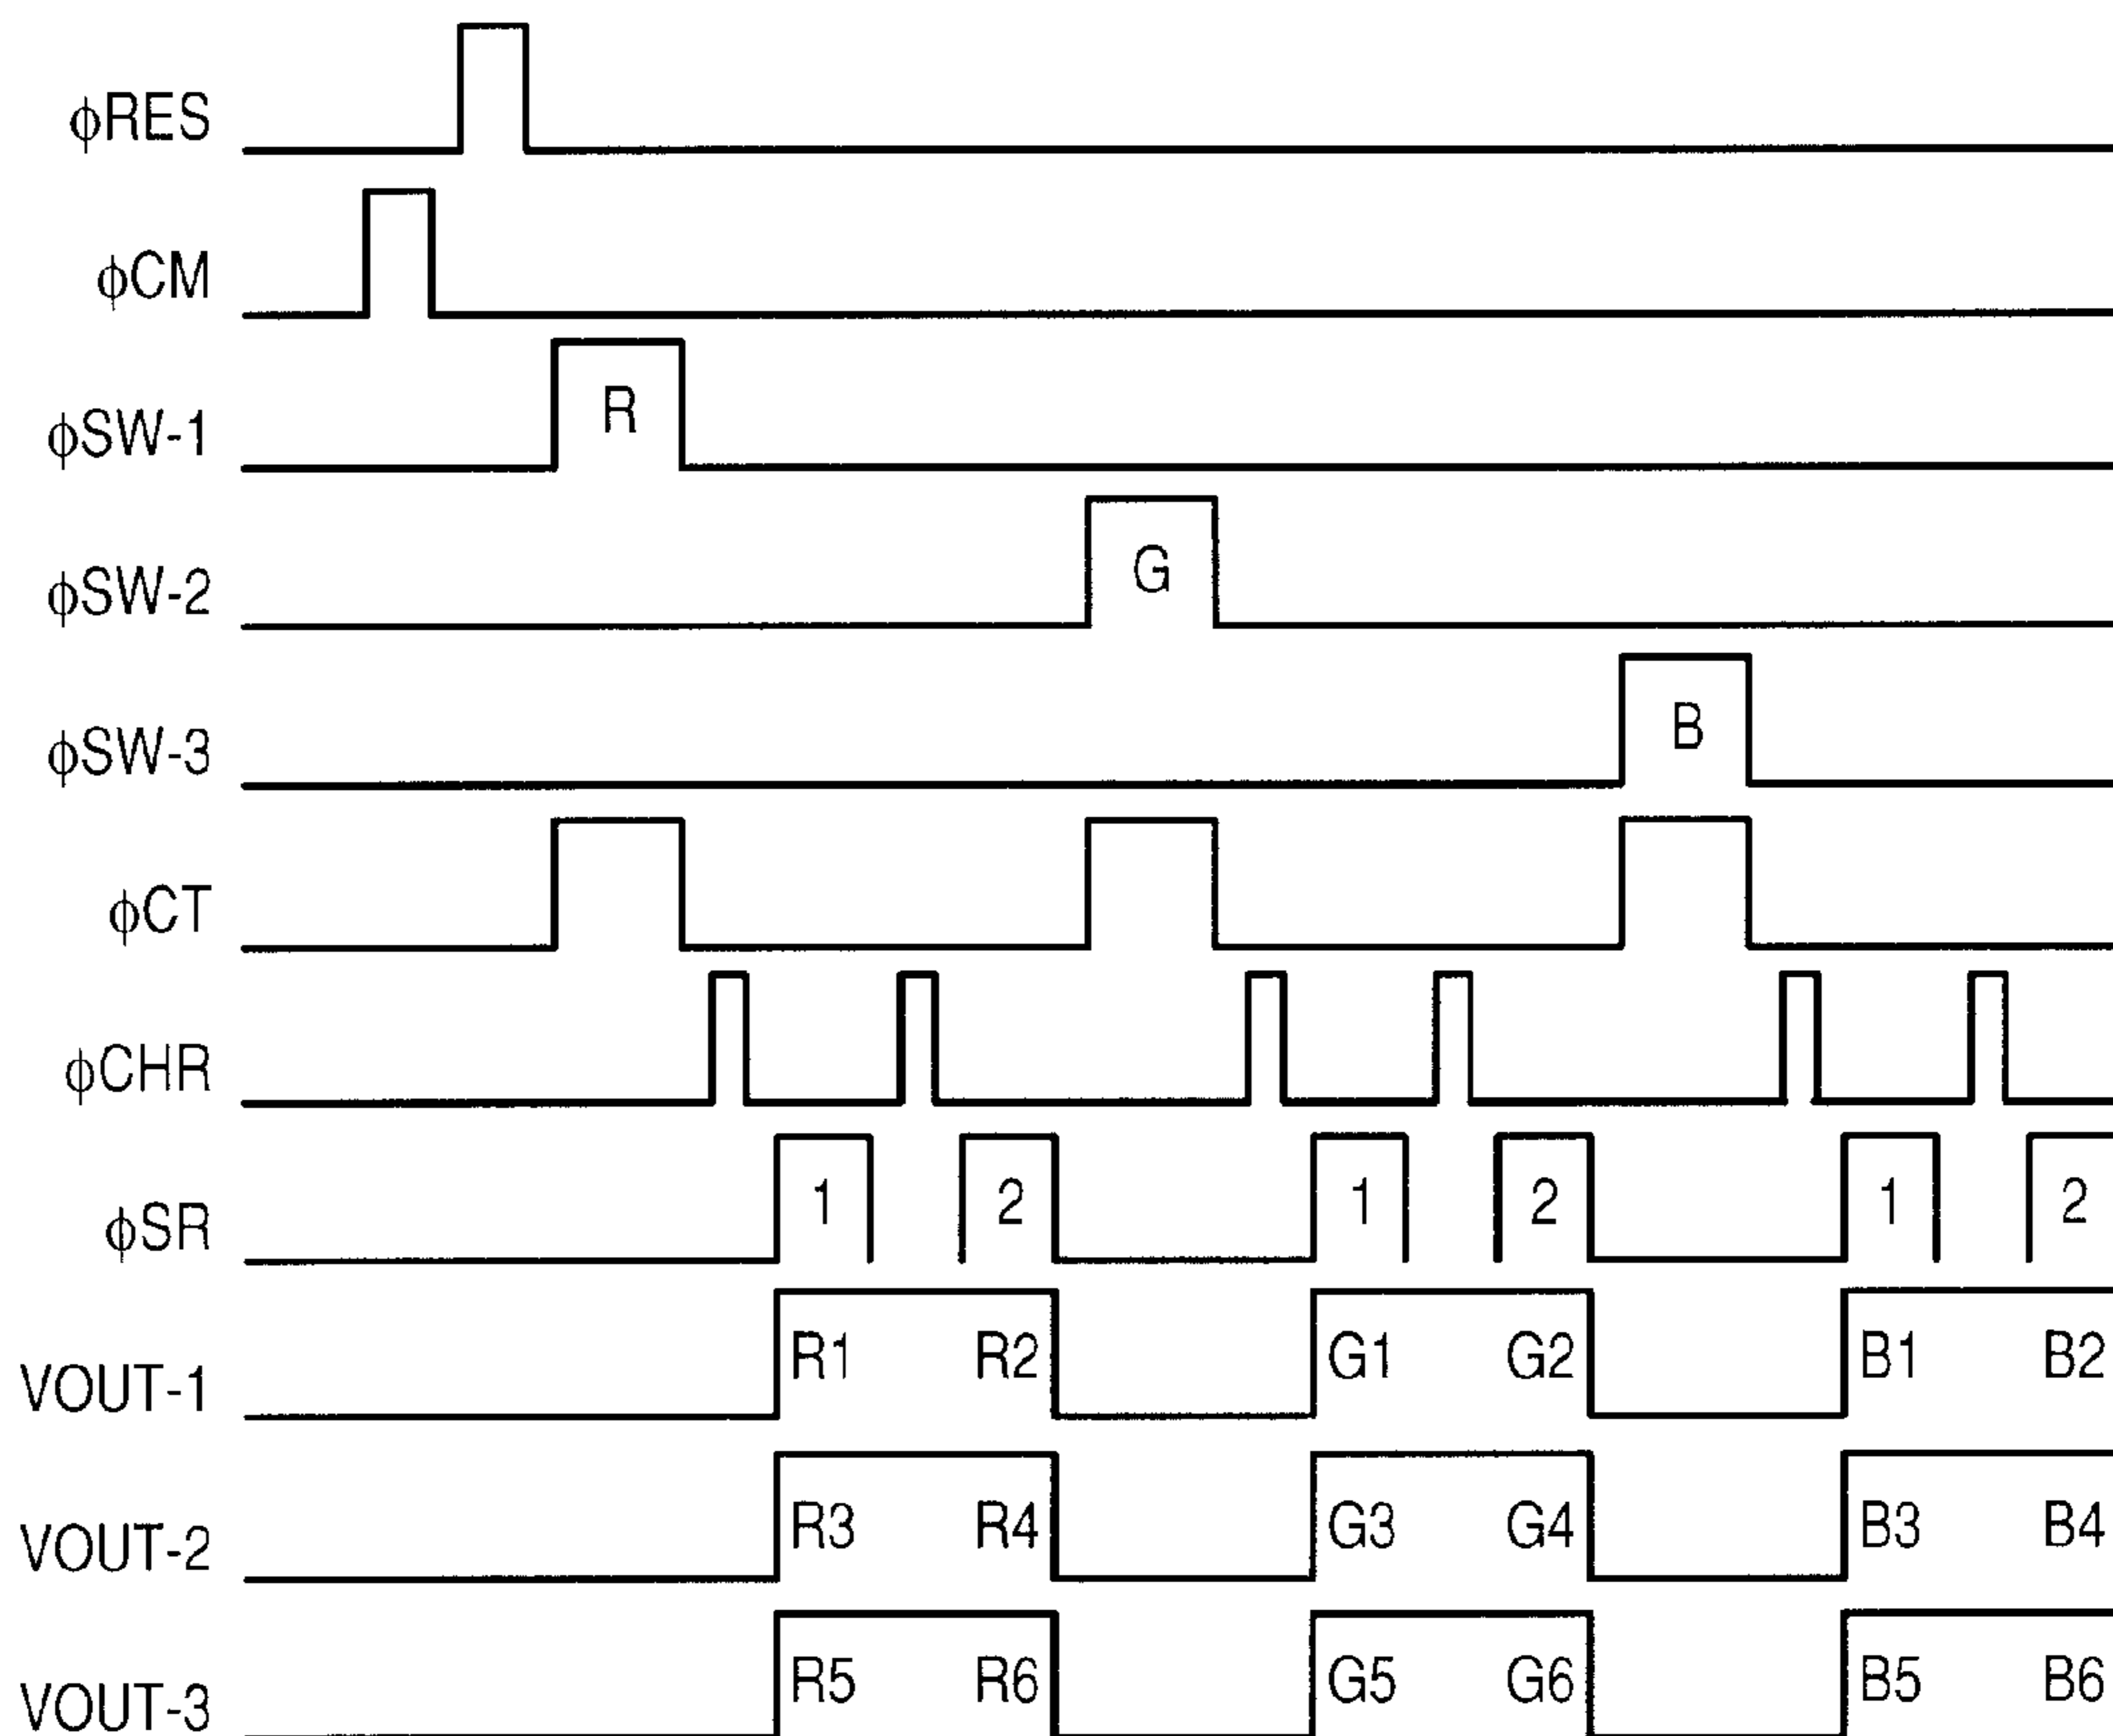 φRES
φCM
φSW-1 R
φSW-2 G
φSW-3 B
φCT
φCHR
φSR 1 2 1 2 1 2
VOUT-1 R1 R2 G1 G2 B1 B2
VOUT-2 R3 R4 G3 G4 B3 B4
VOUT-3 R5 R6 G5 G6 B5 B6